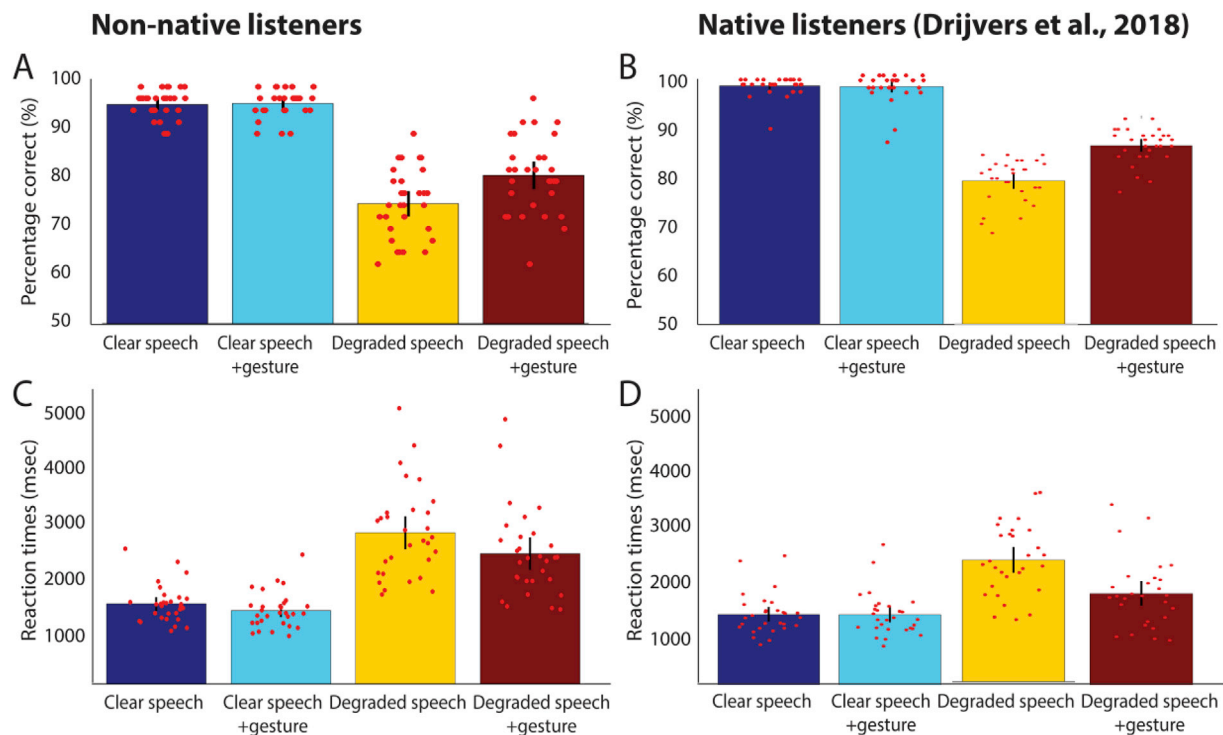 Non-native listeners
Native listeners (Drijvers et al., 2018)
A
Percentage correct (%)
100
90
80
70
60
50
Clear speech
Clear speech
+gesture
Degraded speech
Degraded speech
+gesture
B
Percentage correct (%)
100
90
80
70
60
50
Clear speech
Clear speech
+gesture
Degraded speech
Degraded speech
+gesture
C
Reaction times (msec)
5000
4000
3000
2000
1000
Clear speech
Clear speech
+gesture
Degraded speech
Degraded speech
+gesture
D
Reaction times (msec)
5000
4000
3000
2000
1000
Clear speech
Clear speech
+gesture
Degraded speech
Degraded speech
+gesture